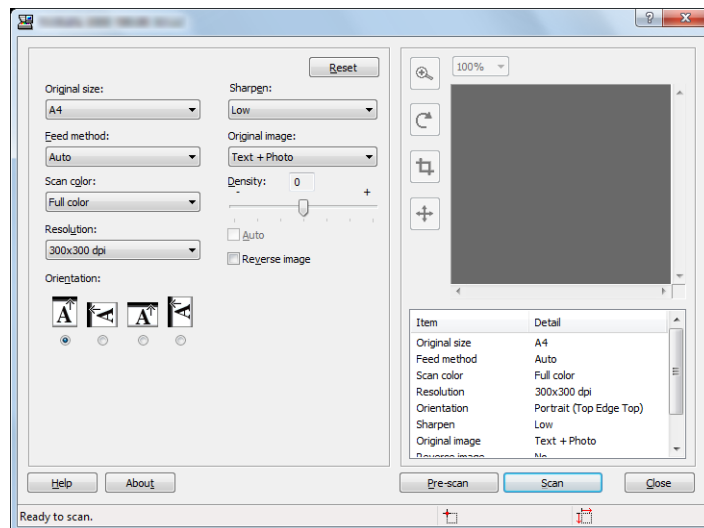 Reset
100%
Original size:
A4
Feed method:
Auto
Scan color:
Full color
Resolution:
300x300 dpi
Orientation:
A A A A
Sharpen:
Low
Original image:
Text + Photo
Density: 0
- +
Auto
Reverse image
Item Detail
Original size A4
Feed method Auto
Scan color Full color
Resolution 300x300 dpi
Orientation Portrait (Top Edge Top)
Sharpen Low
Original image Text + Photo
Reverse image No
Help About Pre-scan Scan Close
Ready to scan.